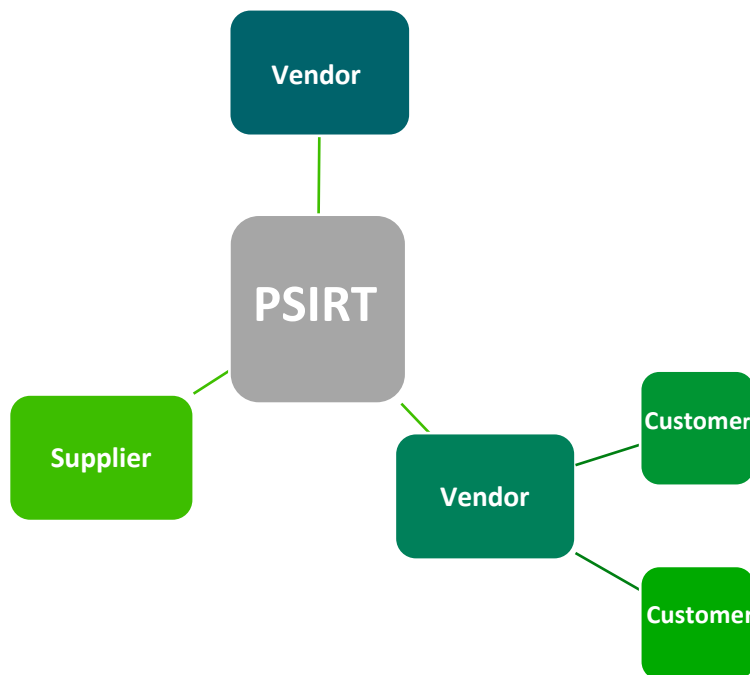 Vendor
PSIRT
Supplier
Vendor
Customer
Customer